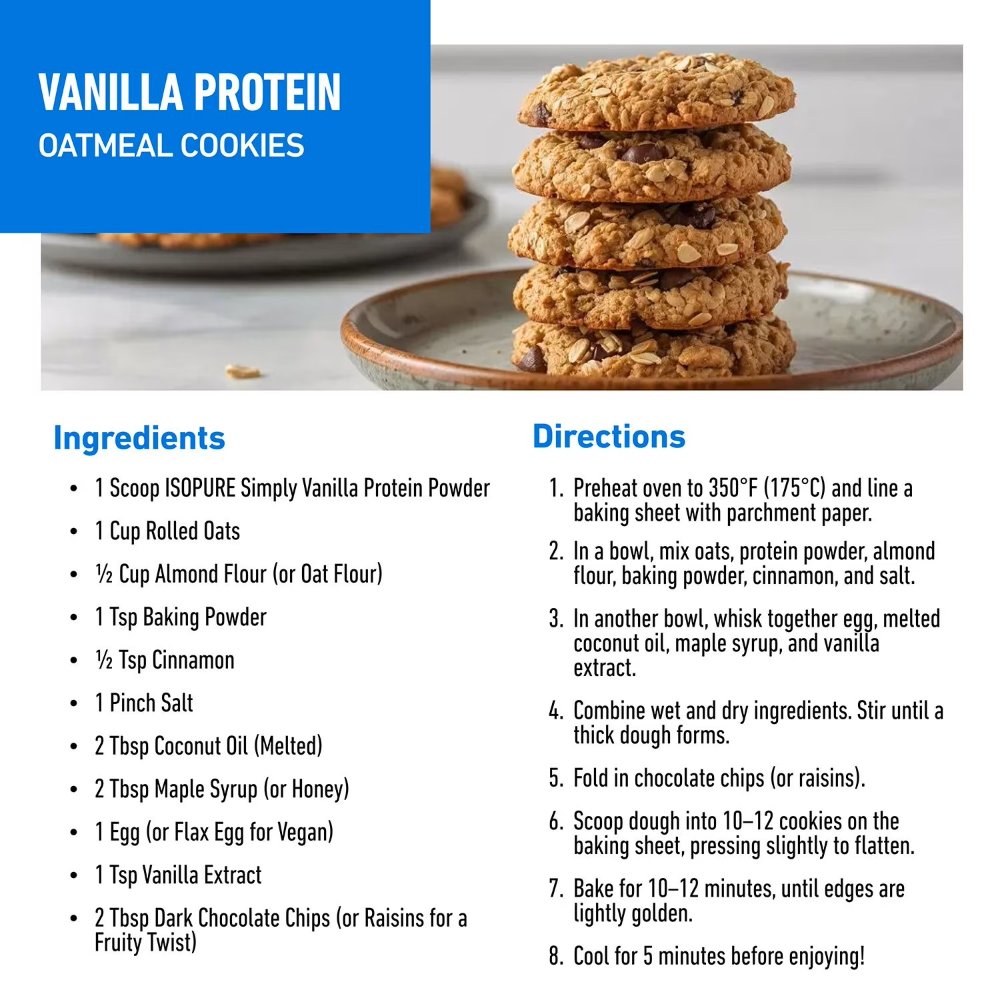 VANILLA PROTEIN
OATMEAL COOKIES
Ingredients
• 1 Scoop ISOPURE Simply Vanilla Protein Powder
• 1 Cup Rolled Oats
• ½ Cup Almond Flour (or Oat Flour)
• 1 Tsp Baking Powder
• ½ Tsp Cinnamon
• 1 Pinch Salt
• 2 Tbsp Coconut Oil (Melted)
• 2 Tbsp Maple Syrup (or Honey)
• 1 Egg (or Flax Egg for Vegan)
• 1 Tsp Vanilla Extract
• 2 Tbsp Dark Chocolate Chips (or Raisins for a
Fruity Twist)
Directions
1. Preheat oven to 350°F (175°C) and line a
baking sheet with parchment paper.
2. In a bowl, mix oats, protein powder, almond
flour, baking powder, cinnamon, and salt.
3. In another bowl, whisk together egg, melted
coconut oil, maple syrup, and vanilla
extract.
4. Combine wet and dry ingredients. Stir until a
thick dough forms.
5. Fold in chocolate chips (or raisins).
6. Scoop dough into 10–12 cookies on the
baking sheet, pressing slightly to flatten.
7. Bake for 10–12 minutes, until edges are
lightly golden.
8. Cool for 5 minutes before enjoying!